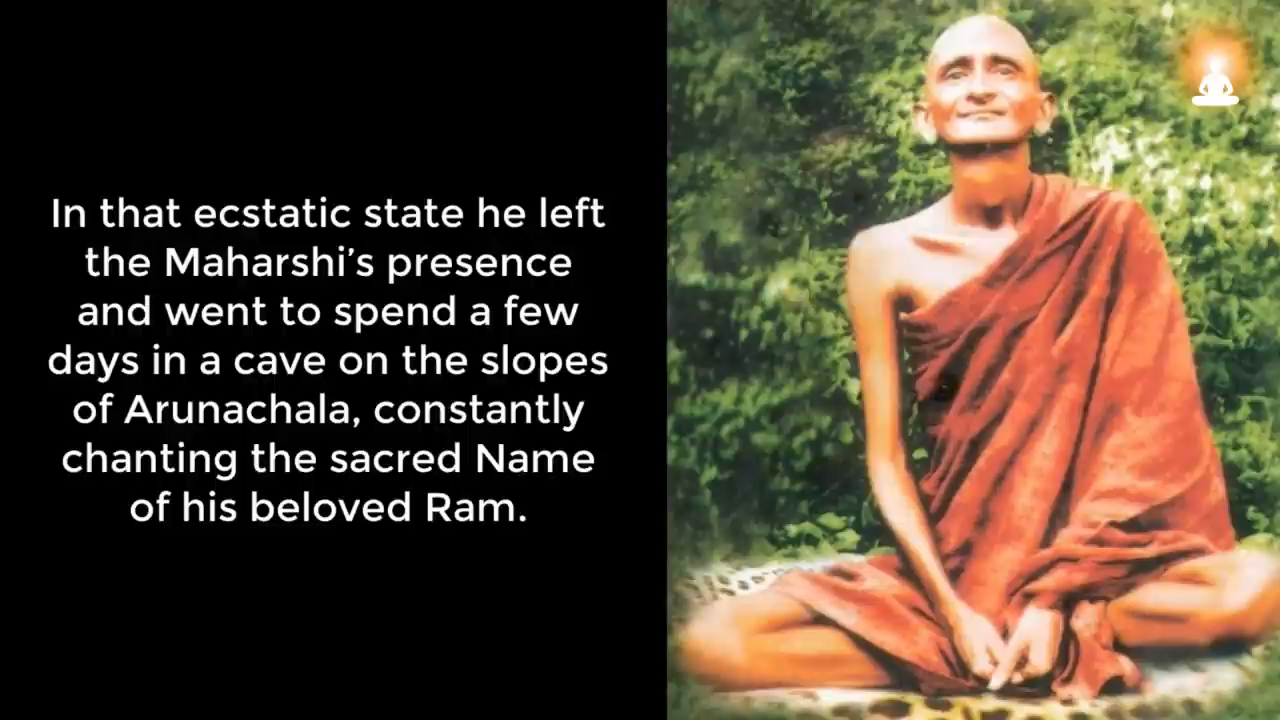 In that ecstatic state he left
the Maharshi’s presence
and went to spend a few
days in a cave on the slopes
of Arunachala, constantly
chanting the sacred Name
of his beloved Ram.